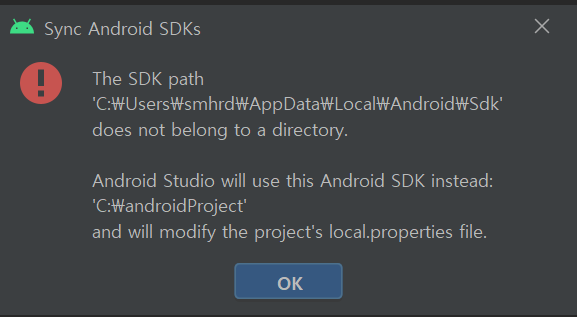 Sync Android SDKs
The SDK path
'C:₩Users₩smhrd₩AppData₩Local₩Android₩Sdk'
does not belong to a directory.
Android Studio will use this Android SDK instead:
'C:₩androidProject'
and will modify the project's local.properties file.
OK